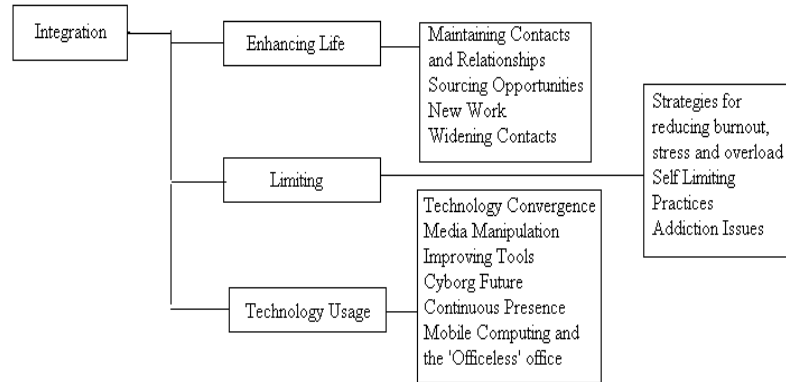 Integration
Enhancing Life
Maintaining Contacts
and Relationships
Sourcing Opportunities
New Work
Widening Contacts
Limiting
Strategies for
reducing burnout,
stress and overload
Self Limiting
Practices
Addiction Issues
Technology Usage
Technology Convergence
Media Manipulation
Improving Tools
Cyborg Future
Continuous Presence
Mobile Computing and
the 'Officeless' office